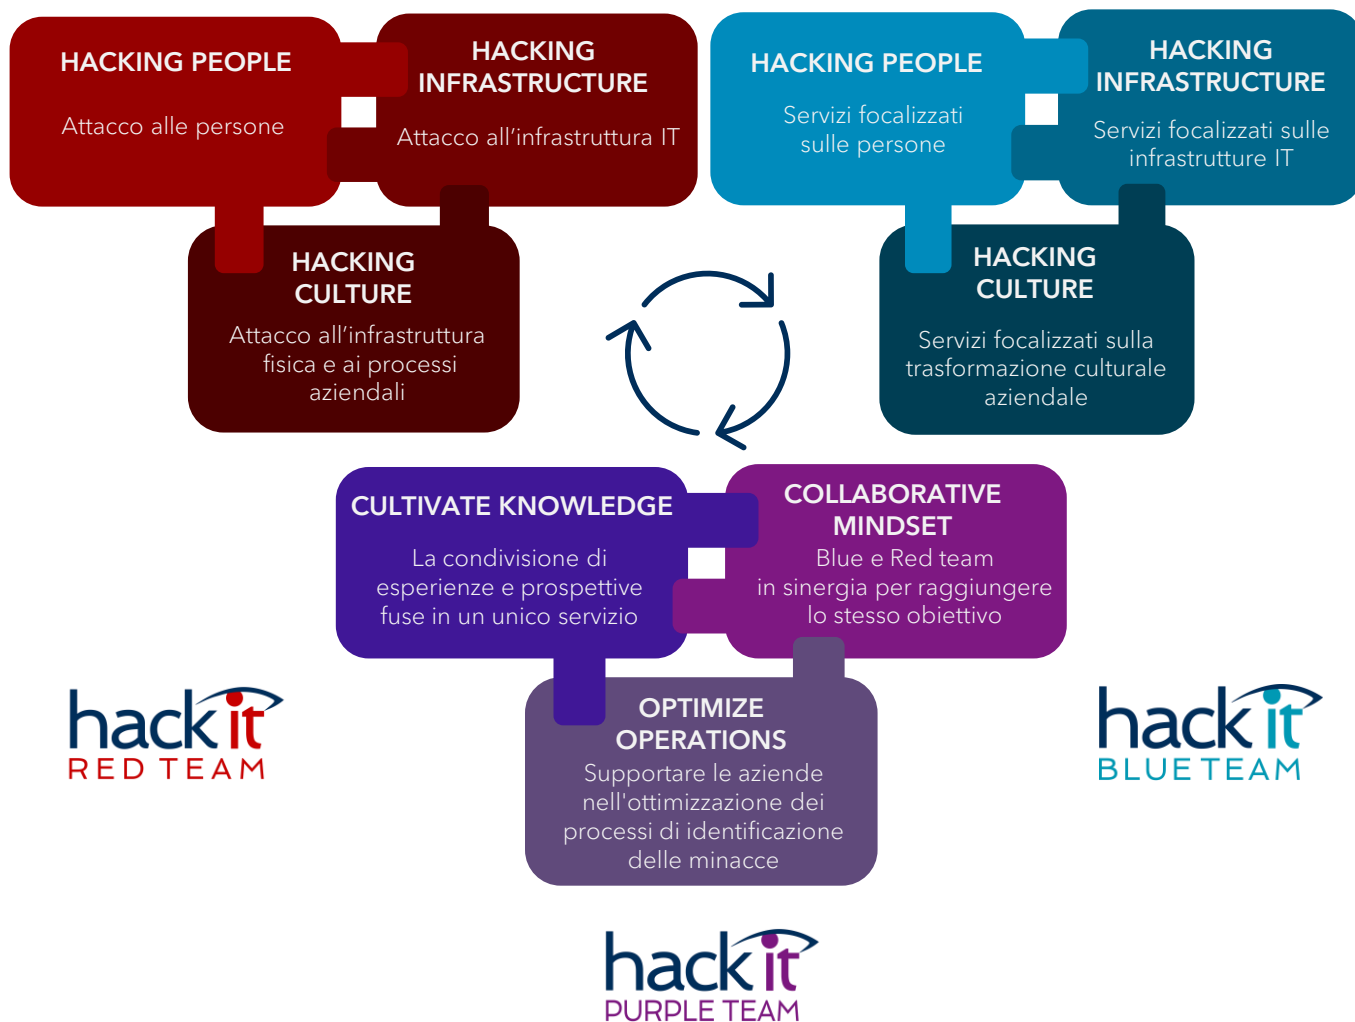 HACKING PEOPLE
Attacco alle persone
HACKING
INFRASTRUCTURE
Attacco all’infrastruttura IT
HACKING
CULTURE
Attacco all’infrastruttura
fisica e ai processi
aziendali
HACKING PEOPLE
Servizi focalizzati
sulle persone
HACKING
INFRASTRUCTURE
Servizi focalizzati sulle
infrastrutture IT
HACKING
CULTURE
Servizi focalizzati sulla
trasformazione culturale
aziendale
CULTIVATE KNOWLEDGE
La condivisione di
esperienze e prospettive
fuse in un unico servizio
COLLABORATIVE
MINDSET
Blue e Red team
in sinergia per raggiungere
lo stesso obiettivo
OPTIMIZE
OPERATIONS
Supportare le aziende
nell'ottimizzazione dei
processi di identificazione
delle minacce
hack it
RED TEAM
hack it
BLUE TEAM
hack it
PURPLE TEAM